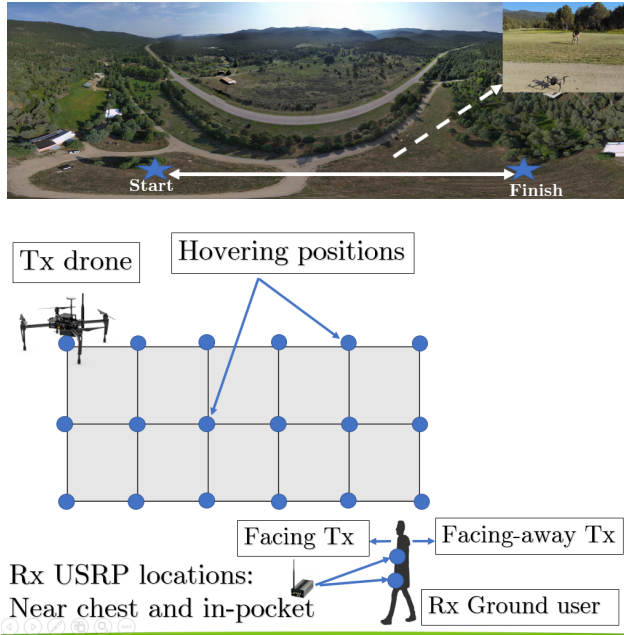 Start
Finish
Tx drone
Hovering positions
Facing Tx
Facing-away Tx
Rx USRP locations:
Near chest and in-pocket
Rx Ground user